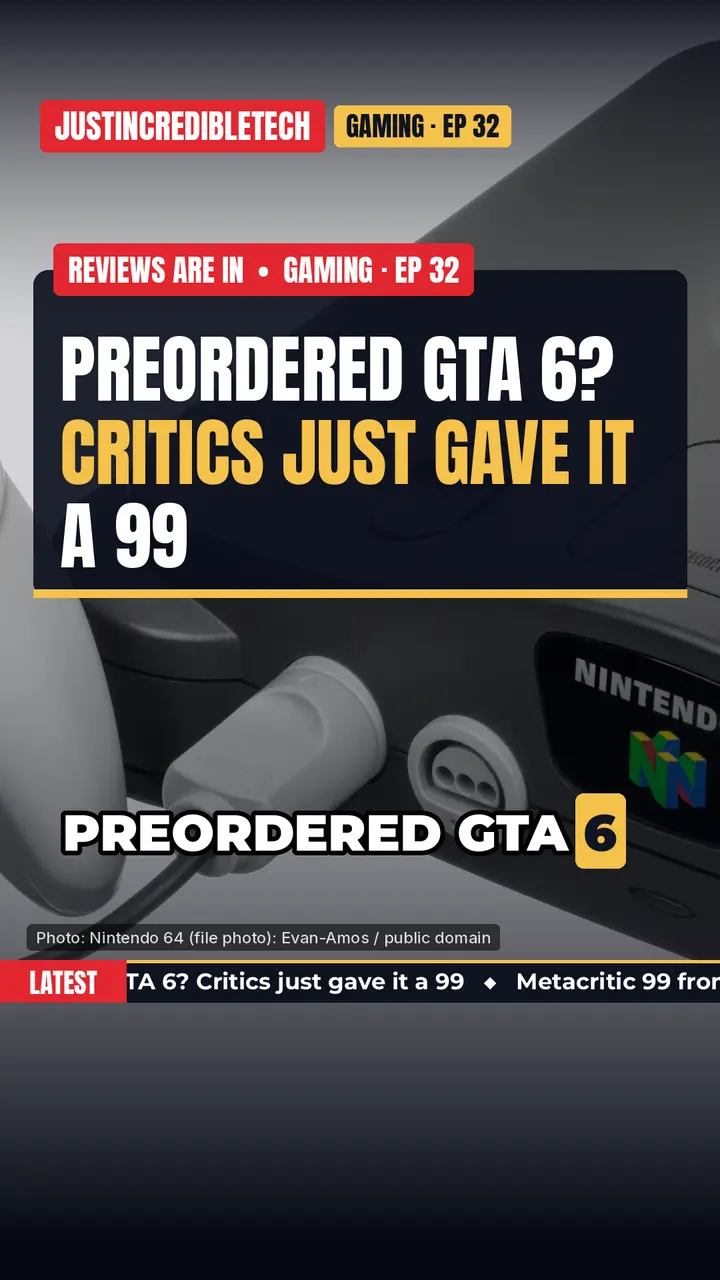 JUSTINCREDIBLETECH
GAMING · EP 32
REVIEWS ARE IN • GAMING · EP 32
PREORDERED GTA 6?
CRITICS JUST GAVE IT
A 99
NINTENDO
PREORDERED GTA 6
Photo: Nintendo 64 (file photo): Evan-Amos / public domain
LATEST
TA 6? Critics just gave it a 99 ◆ Metacritic 99 from